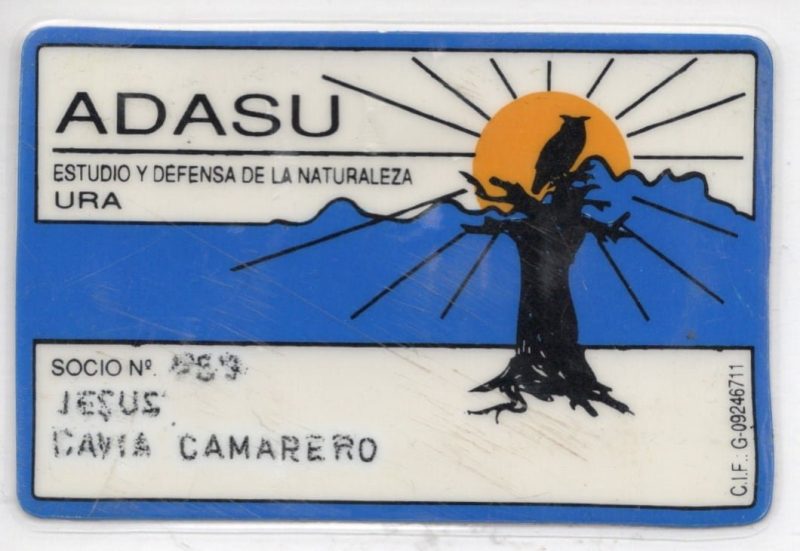 ADASU
ESTUDIO Y DEFENSA DE LA NATURALEZA
URA
SOCIO Nº.
JESUS
CAVIA CAMARERO
C.I.F.: G-09246711